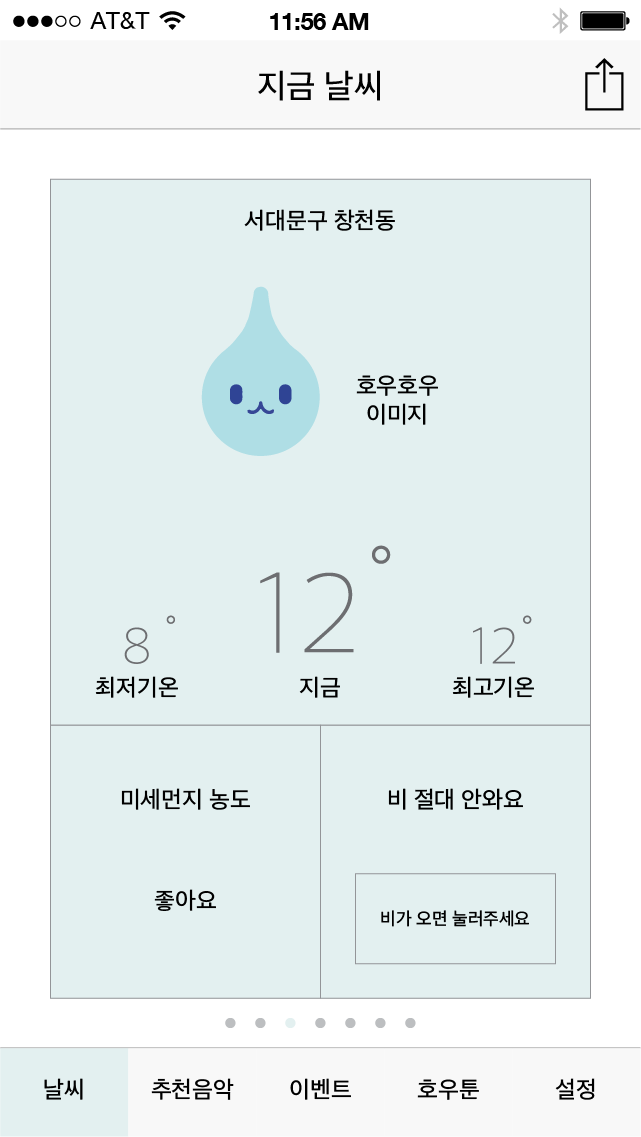 AT&T 11:56 AM
지금 날씨
서대문구 창천동
호우호우
이미지
8° 12° 12°
최저기온 지금 최고기온
미세먼지 농도 비 절대 안와요
좋아요 비가 오면 눌러주세요
날씨 추천음악 이벤트 호우툰 설정